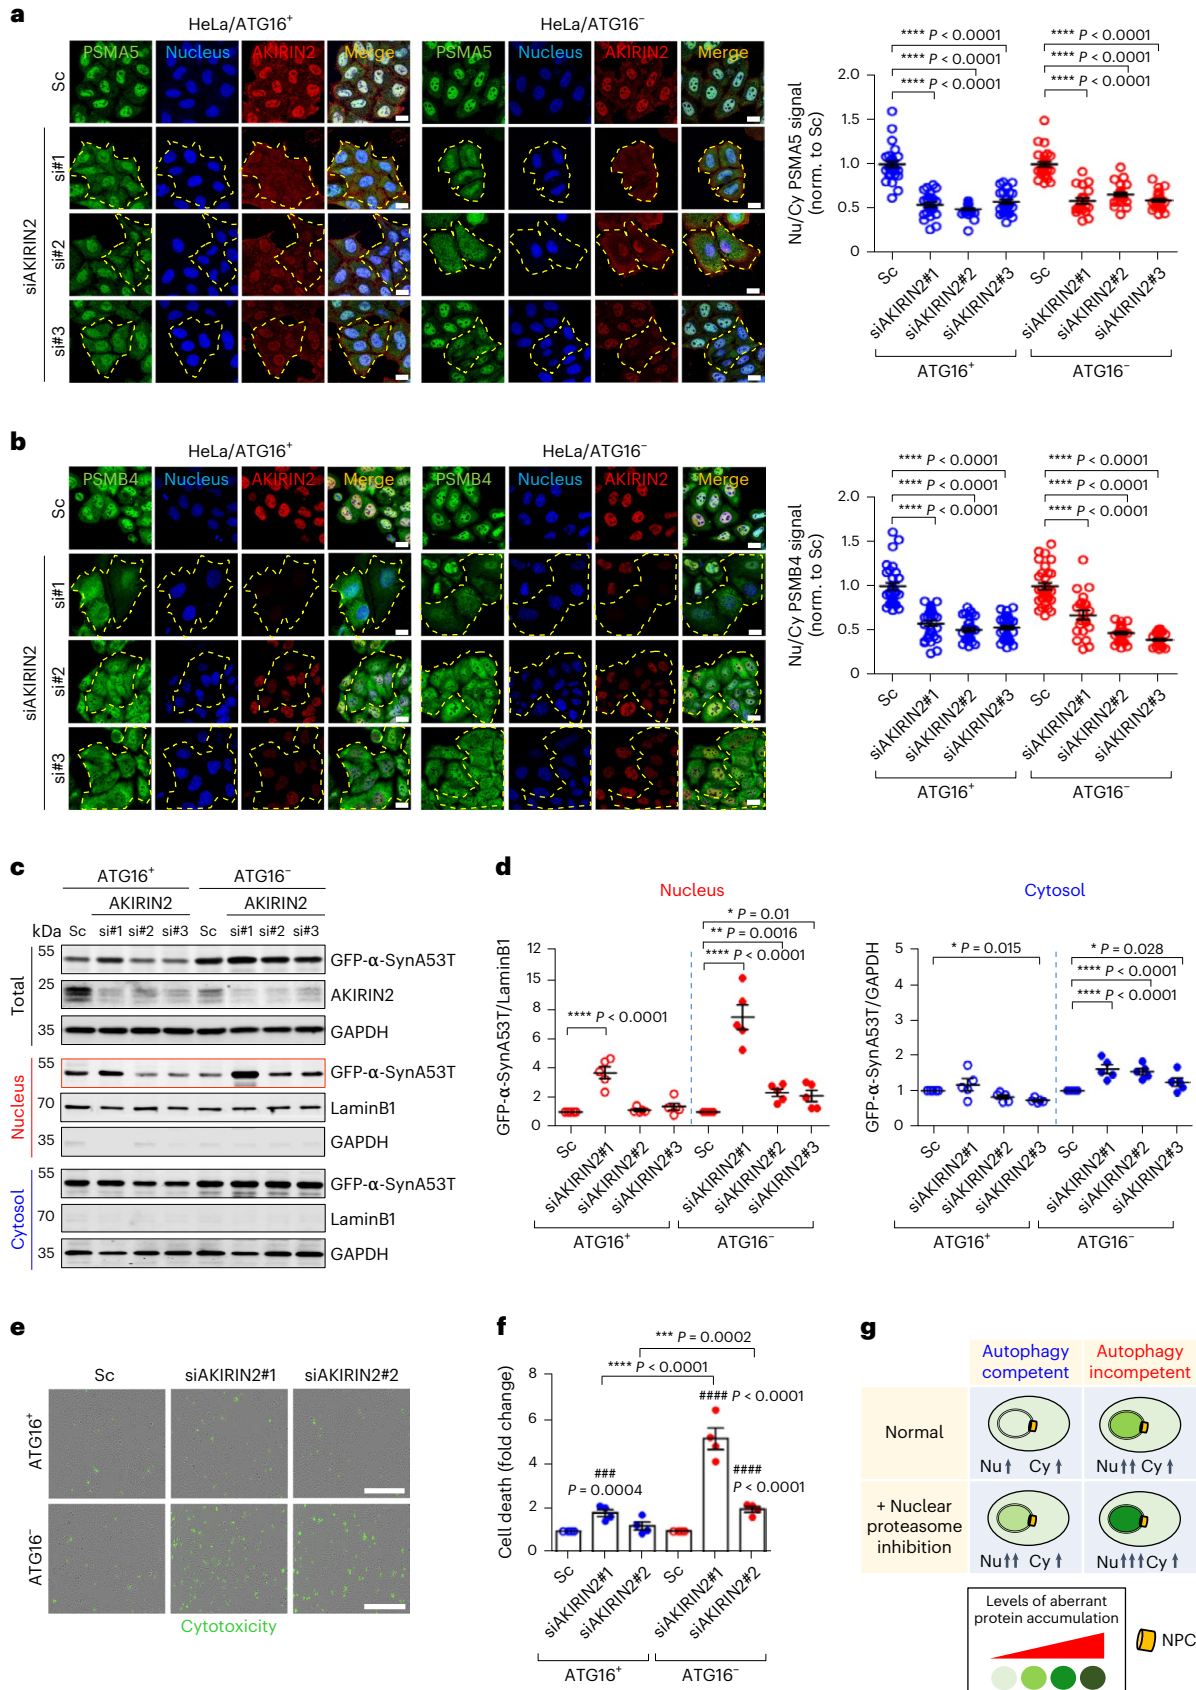 a
HeLa/ATG16+ HeLa/ATG16−
PSMA5 Nucleus AKIRIN2 Merge PSMA5 Nucleus AKIRIN2 Merge
Sc
siAKIRIN2
si#1
si#2
si#3
**** P < 0.0001 **** P < 0.0001
**** P < 0.0001 **** P < 0.0001
**** P < 0.0001 **** P < 0.0001
Nu/Cy PSMA5 signal
(norm. to Sc)
2.0
1.5
1.0
0.5
0
Sc siAKIRIN2#1 siAKIRIN2#2 siAKIRIN2#3 Sc siAKIRIN2#1 siAKIRIN2#2 siAKIRIN2#3
ATG16+ ATG16−
b
HeLa/ATG16+ HeLa/ATG16−
PSMB4 Nucleus AKIRIN2 Merge PSMB4 Nucleus AKIRIN2 Merge
Sc
siAKIRIN2
si#1
si#2
si#3
**** P < 0.0001 **** P < 0.0001
**** P < 0.0001 **** P < 0.0001
**** P < 0.0001 **** P < 0.0001
Nu/Cy PSMB4 signal
(norm. to Sc)
2.0
1.5
1.0
0.5
0
Sc siAKIRIN2#1 siAKIRIN2#2 siAKIRIN2#3 Sc siAKIRIN2#1 siAKIRIN2#2 siAKIRIN2#3
ATG16+ ATG16−
c
ATG16+ ATG16−
AKIRIN2 AKIRIN2
kDa Sc si#1 si#2 si#3 Sc si#1 si#2 si#3
Total
55 GFP-α-SynA53T
25 AKIRIN2
35 GAPDH
Nucleus
55 GFP-α-SynA53T
70 LaminB1
35 GAPDH
Cytosol
55 GFP-α-SynA53T
70 LaminB1
35 GAPDH
d
Nucleus
* P = 0.01
** P = 0.0016
**** P < 0.0001
**** P < 0.0001
GFP-α-SynA53T/LaminB1
12
15
8
6
4
2
0
Sc siAKIRIN2#1 siAKIRIN2#2 siAKIRIN2#3 Sc siAKIRIN2#1 siAKIRIN2#2 siAKIRIN2#3
ATG16+ ATG16−
Cytosol
* P = 0.015 * P = 0.028
**** P < 0.0001
**** P < 0.0001
GFP-α-SynA53T/GAPDH
5
4
3
2
1
0
Sc siAKIRIN2#1 siAKIRIN2#2 siAKIRIN2#3 Sc siAKIRIN2#1 siAKIRIN2#2 siAKIRIN2#3
ATG16+ ATG16−
e
Sc siAKIRIN2#1 siAKIRIN2#2
ATG16+
ATG16−
Cytotoxicity
f
*** P = 0.0002
**** P < 0.0001
#### P < 0.0001
###
P = 0.0004
####
P < 0.0001
Cell death (fold change)
8
6
4
2
0
Sc siAKIRIN2#1 siAKIRIN2#2 Sc siAKIRIN2#1 siAKIRIN2#2
ATG16+ ATG16−
g
Autophagy
competent
Autophagy
incompetent
Normal
Nu↑ Cy↑ Nu↑↑ Cy↑
+ Nuclear
proteasome
inhibition
Nu↑↑ Cy↑ Nu↑↑↑ Cy↑
Levels of aberrant
protein accumulation
NPC